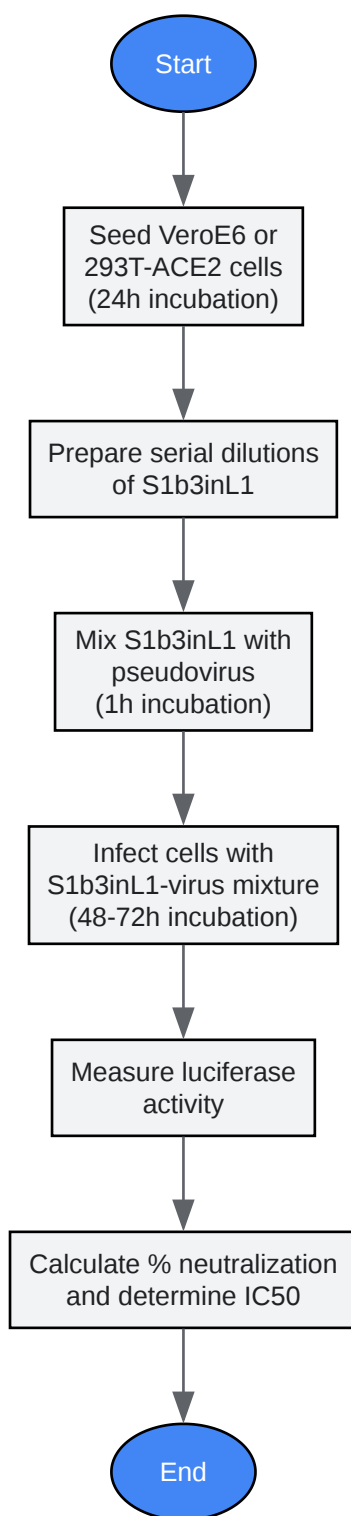 Start
Seed VeroE6 or
293T-ACE2 cells
(24h incubation)
Prepare serial dilutions
of S1b3inL1
Mix S1b3inL1 with
pseudovirus
(1h incubation)
Infect cells with
S1b3inL1-virus mixture
(48-72h incubation)
Measure luciferase
activity
Calculate % neutralization
and determine IC50
End